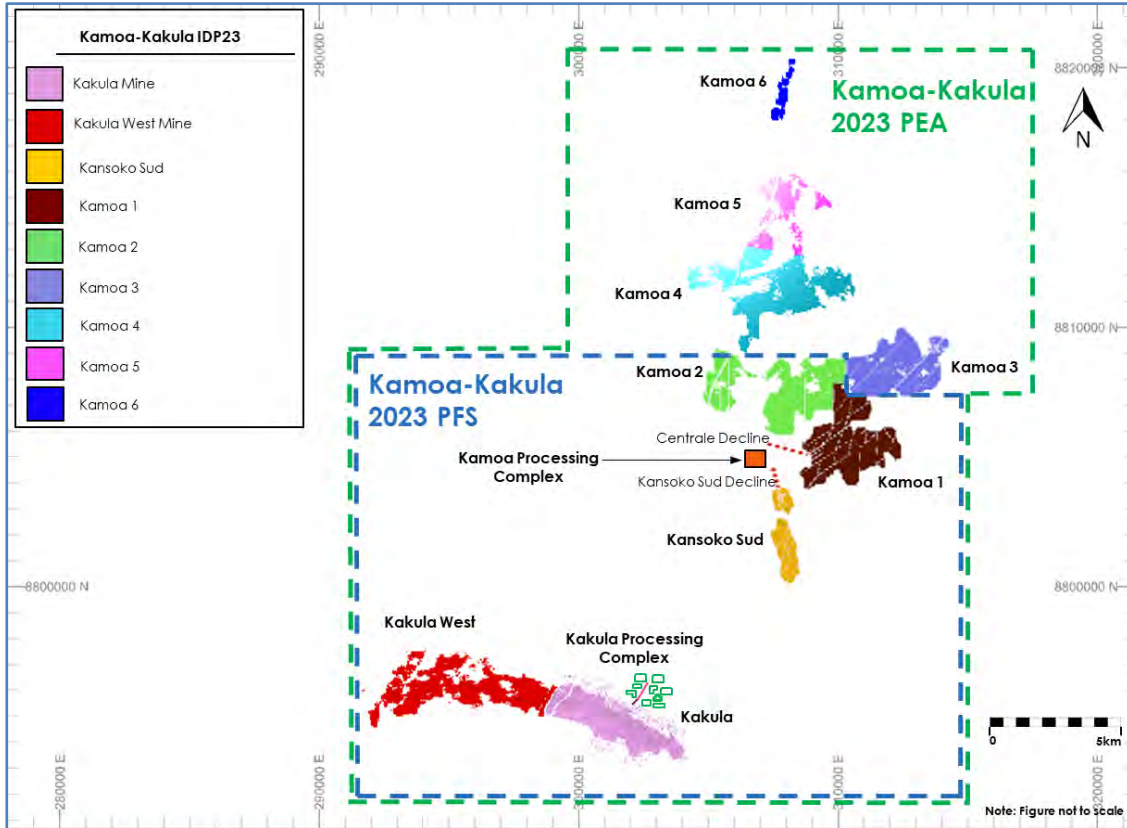 Kamoa-Kakula IDP23
Kakula Mine
Kakula West Mine
Kansoko Sud
Kamoa 1
Kamoa 2
Kamoa 3
Kamoa 4
Kamoa 5
Kamoa 6
290000 E
300000 E
310000 E
8820000 N
Kamoa 6
Kamoa-Kakula
2023 PEA
N
Kamoa 5
Kamoa 4
8810000 N
Kamoa 2
Kamoa 3
Kamoa-Kakula
2023 PFS
Centrale Decline
Kamoa Processing
Complex
Kansoko Sud Decline
Kamoa 1
Kansoko Sud
8800000 N
8800000 N
Kakula West
Kakula Processing
Complex
Kakula
0
5km
280000 E
290000 E
300000 E
310000 E
320000 E
Note: Figure not to scale